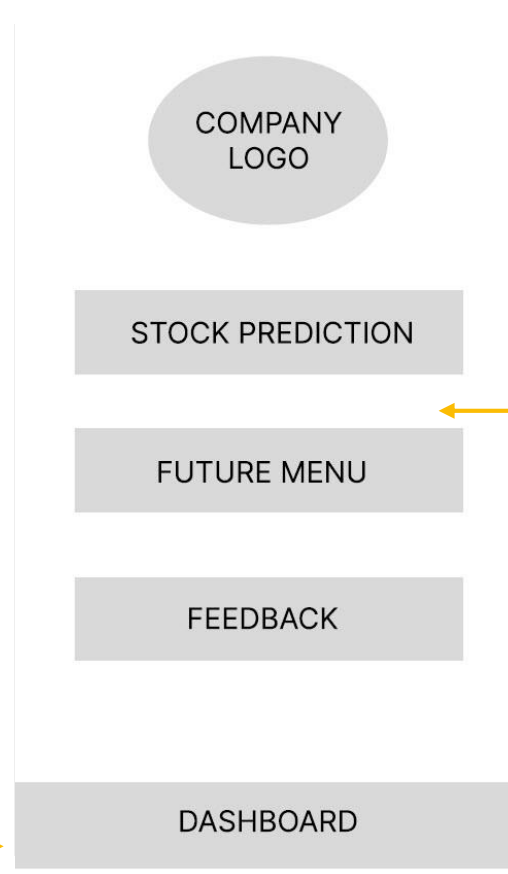 COMPANY
LOGO
STOCK PREDICTION
FUTURE MENU
FEEDBACK
DASHBOARD